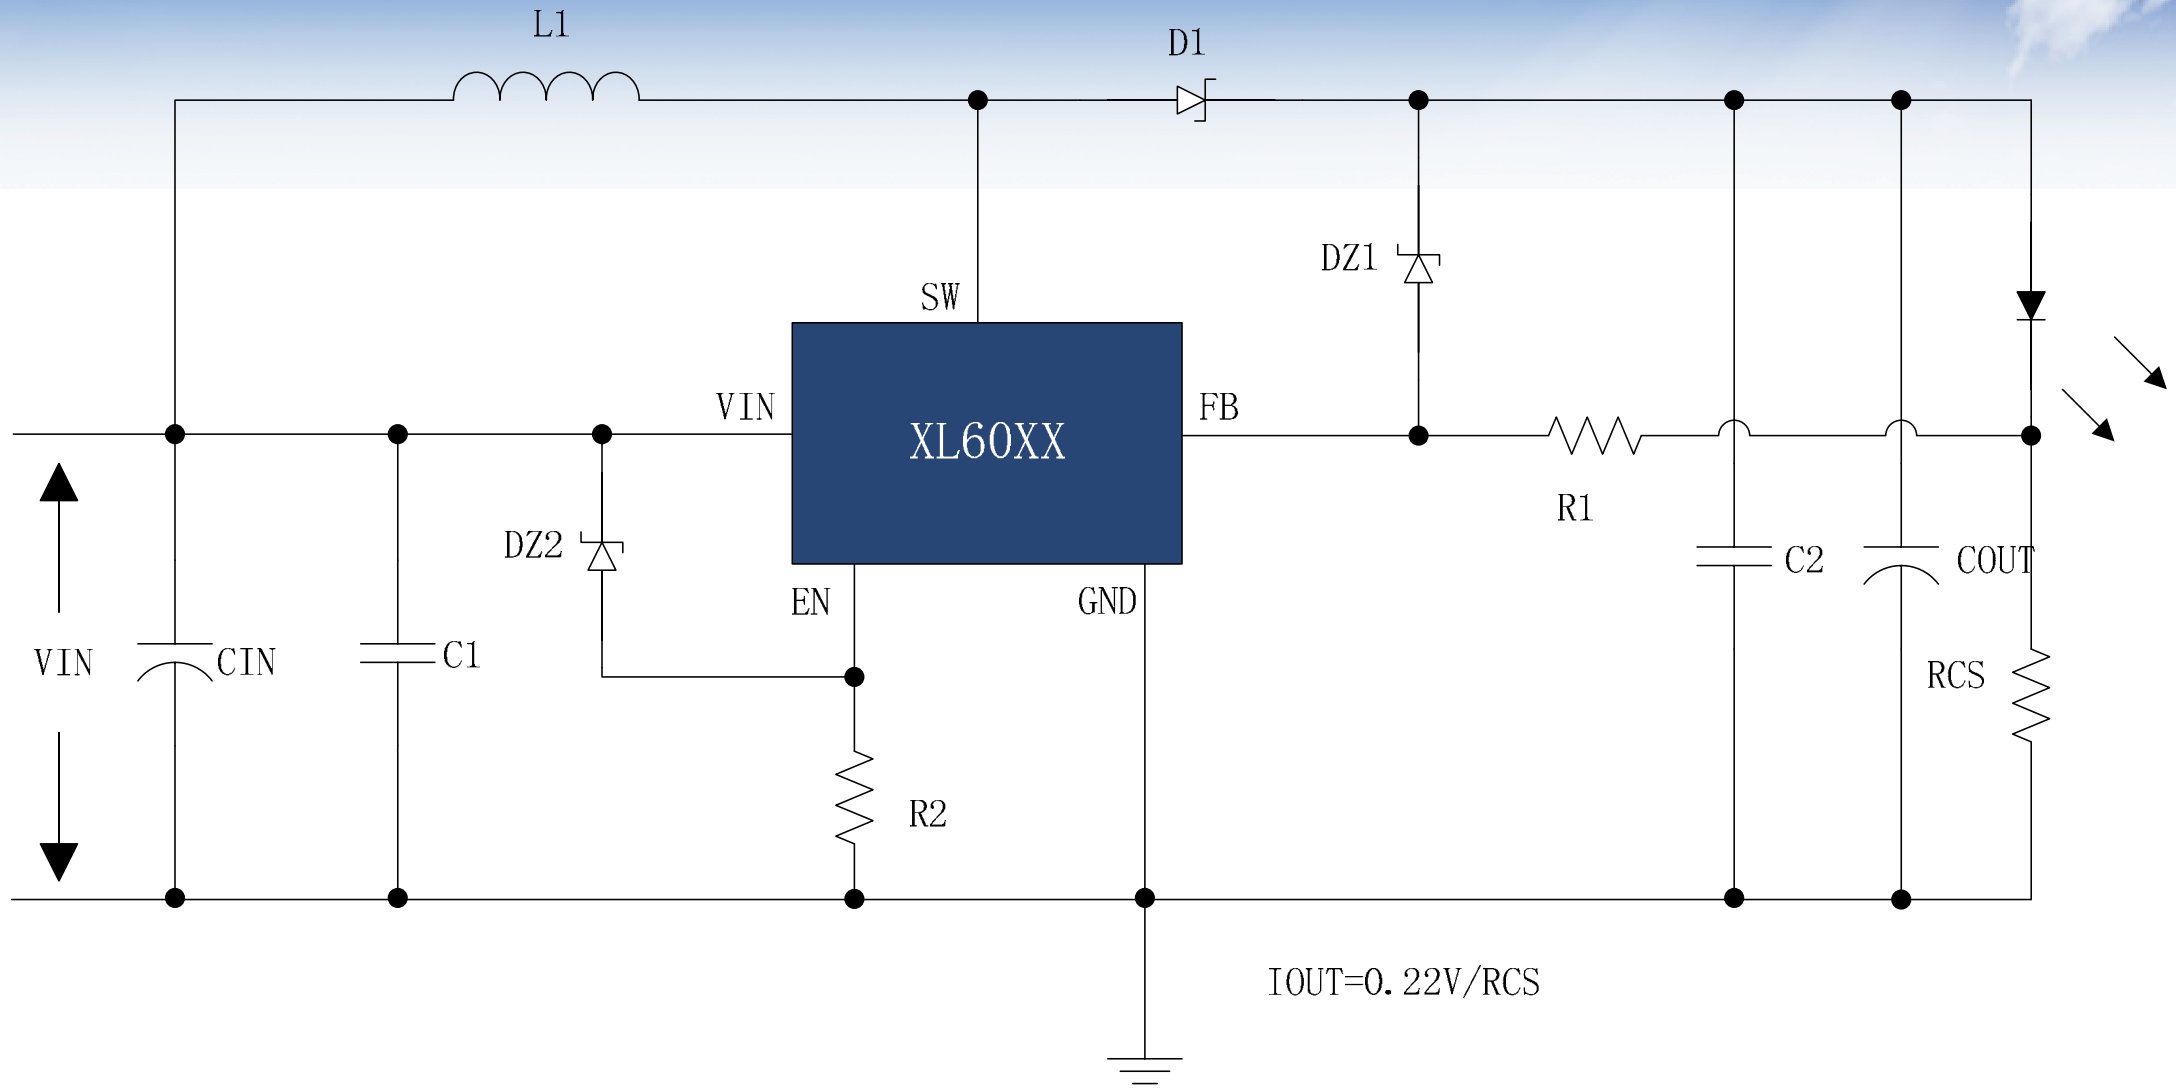 L1
D1
DZ1
SW
VIN
FB
XL60XX
R1
DZ2
C2
COUT
EN
GND
VIN
CIN
C1
RCS
R2
IOUT=0.22V/RCS